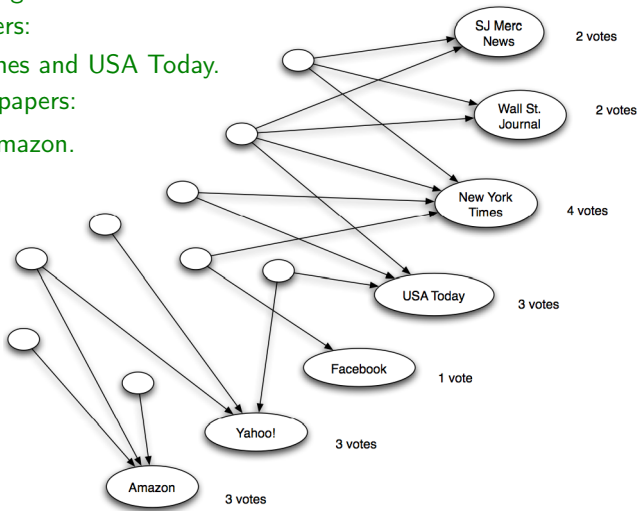 ers:
nes and USA Today.
papers:
mazon.
SJ Merc
News
2 votes
Wall St.
Journal
2 votes
New York
Times
4 votes
USA Today
3 votes
Facebook
1 vote
Yahoo!
3 votes
Amazon
3 votes